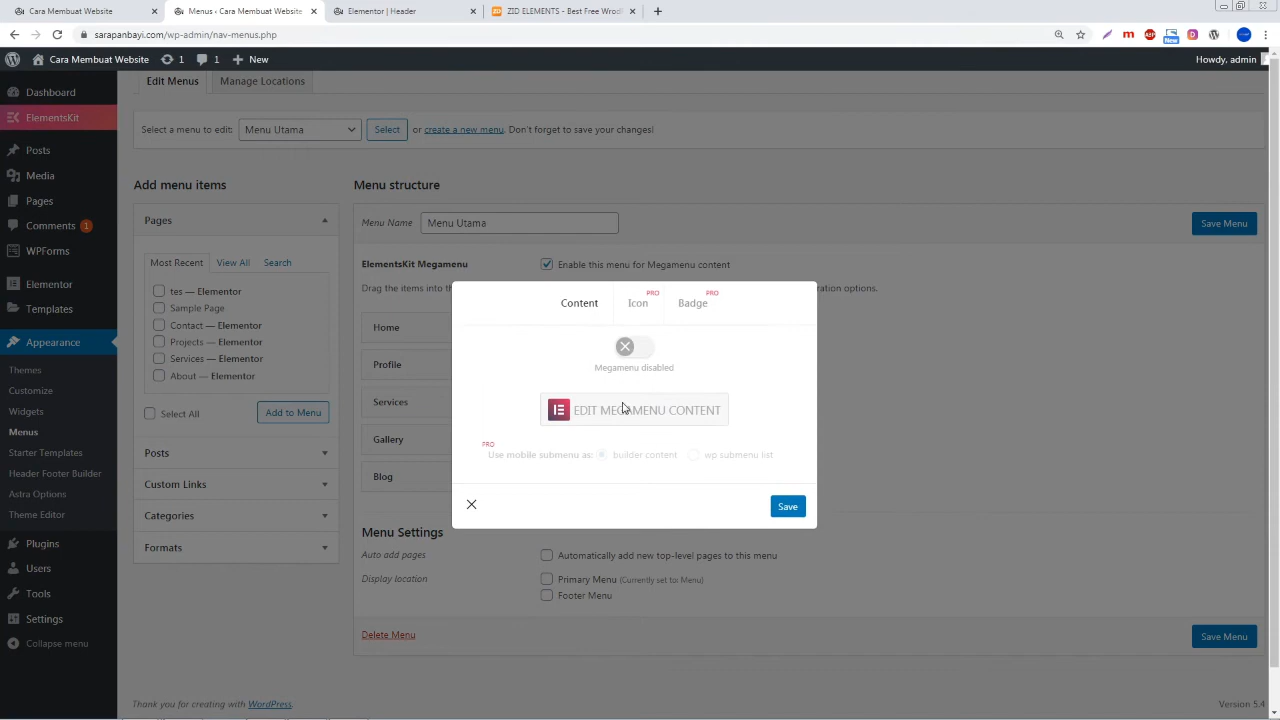 Cara Membuat Website
Menus ‹ Cara Membuat Website
Elementor | Header
ZID ELEMENTS - Best Free Wrod
sarapanbayi.com/wp-admin/nav-menus.php
New
Cara Membuat Website
1
1
New
Howdy, admin
Dashboard
ElementsKit
Posts
Media
Pages
Comments 1
WPForms
Elementor
Templates
Appearance
Themes
Customize
Widgets
Menus
Starter Templates
Header Footer Builder
Astra Options
Theme Editor
Plugins
Users
Tools
Settings
Collapse menu
Edit Menus
Manage Locations
Select a menu to edit: Menu Utama Select or create a new menu. Don't forget to save your changes!
Add menu items
Pages
Most Recent View All Search
tes — Elementor
Sample Page
Contact — Elementor
Projects — Elementor
Services — Elementor
About — Elementor
Select All
Add to Menu
Posts
Custom Links
Categories
Formats
Menu structure
Menu Name Menu Utama
Save Menu
ElementsKit Megamenu
Enable this menu for Megamenu content
Drag the items into th
ization options.
Home
Profile
Services
Gallery
Blog
Content
Icon PRO
Badge PRO
Megamenu disabled
EDIT MEGAMENU CONTENT
PRO
Use mobile submenu as: builder content wp submenu list
Save
Menu Settings
Auto add pages
Automatically add new top-level pages to this menu
Display location
Primary Menu (Currently set to: Menu)
Footer Menu
Delete Menu
Save Menu
Thank you for creating with WordPress.
Version 5.4